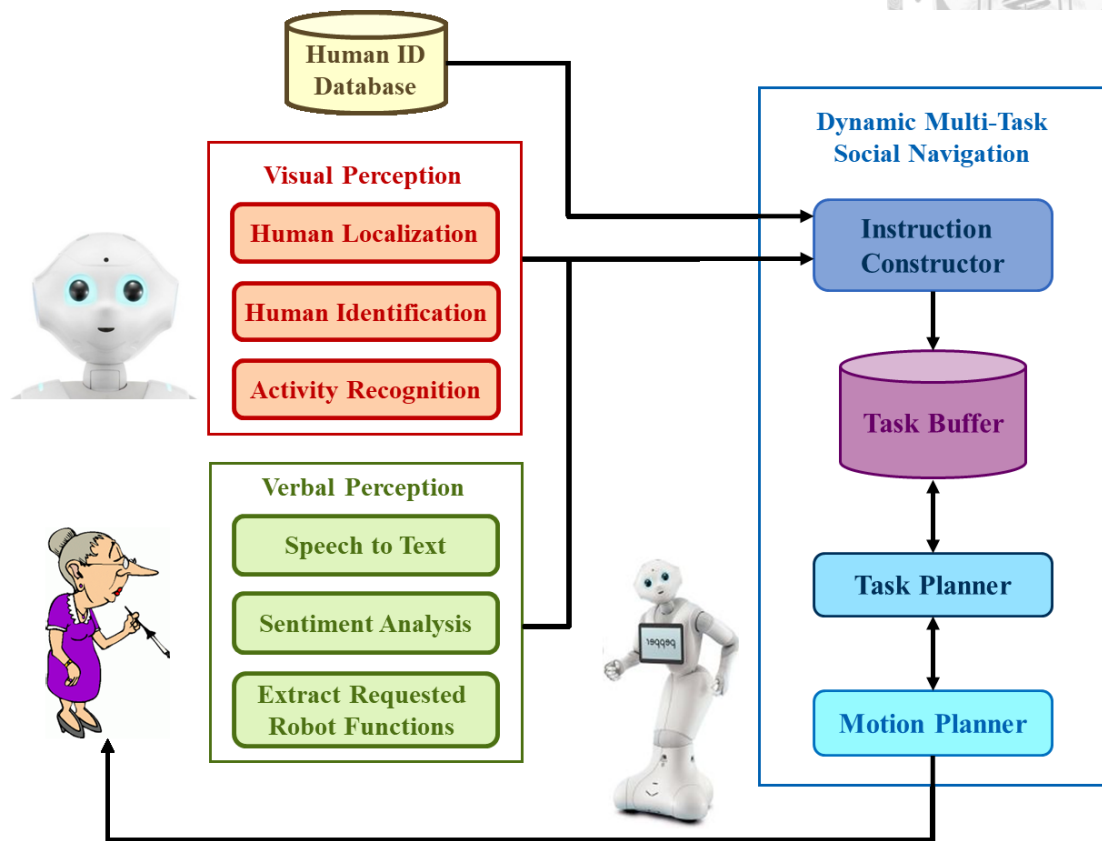 Human ID
Database
Visual Perception
Human Localization
Human Identification
Activity Recognition
Verbal Perception
Speech to Text
Sentiment Analysis
Extract Requested
Robot Functions
pepper
Dynamic Multi-Task
Social Navigation
Instruction
Constructor
Task Buffer
Task Planner
Motion Planner